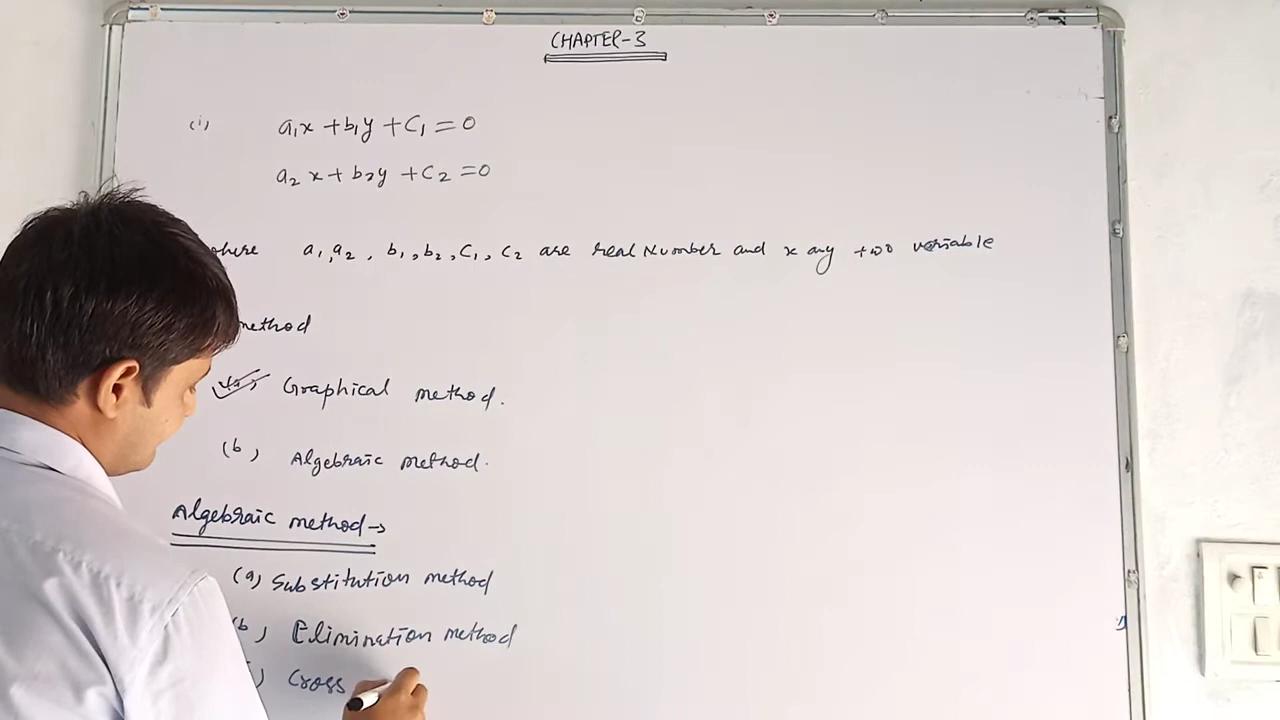 CHAPTER-3
(i) a₁x + b₁y + C₁ = 0
a₂ x + b₂y + C₂ = 0
where a₁, a₂, b₁, b₂, C₁, C₂ are real Number and x any two variable
method
Graphical method.
(b) Algebraic method.
Algebraic method→
(a) Substitution method
(b) Elimination method
Cross